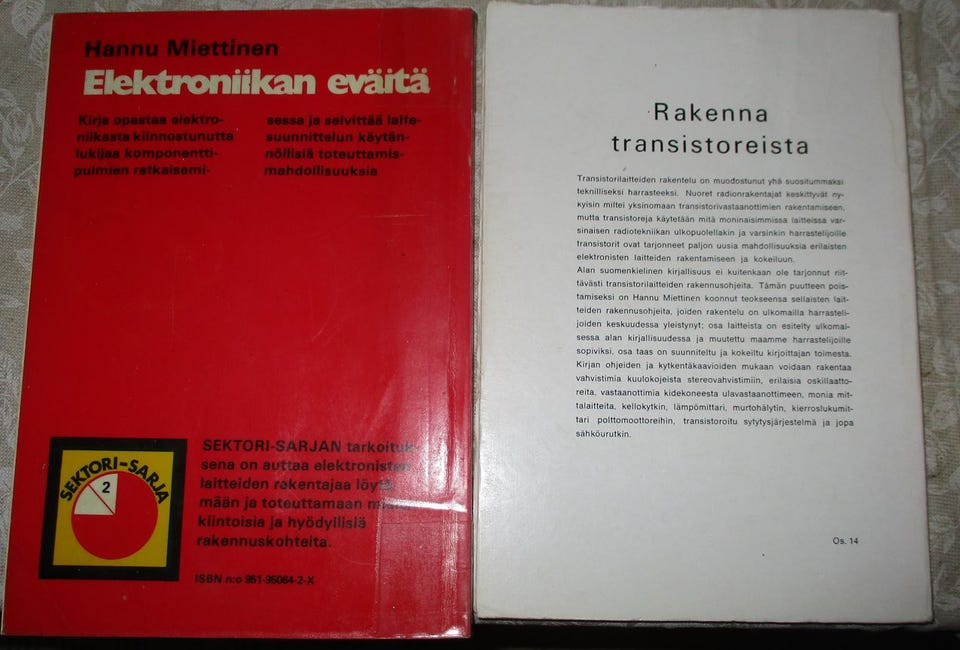 Hannu Miettinen
Elektroniikan eväitä
Kirja opastaa elektro-
niikasta kiinnostunutta
lukijaa komponentti-
pulmien ratkaisemi-
sessa ja selvittää laite-
suunnittelun käytän-
nöllisiä toteuttamis-
mahdollisuuksia
SEKTORI-SARJA
2
SEKTORI-SARJAN tarkoituk-
sena on auttaa elektronisten
laitteiden rakentajaa löytä-
mään ja toteuttamaan
kiintoisia ja hyödyllisiä
rakennuskohteita.
ISBN n:o 951-95064-2-X
Rakenna
transistoreista
Transistorilaitteiden rakentelu on muodostunut yhä suositummaksi
teknilliseksi harrasteeksi. Nuoret radionrakentajat keskittyvät ny-
kyisin miltei yksinomaan transistorivastaanottimien rakentamiseen,
mutta transistoreja käytetään mitä moninaisimmissa laitteissa var-
sinaisen radiotekniikan ulkopuolellakin ja varsinkin harrastelijoille
transistorit ovat tarjonneet paljon uusia mahdollisuuksia erilaisten
elektronisten laitteiden rakentamiseen ja kokeiluun.
Alan suomenkielinen kirjallisuus ei kuitenkaan ole tarjonnut riit-
tävästi transistorilaitteiden rakennusohjeita. Tämän puutteen pois-
tamiseksi on Hannu Miettinen koonnut teokseensa sellaisten lait-
teiden rakennusohjeita, joiden rakentelu on ulkomailla harrasteli-
joiden keskuudessa yleistynyt; osa laitteista on esitelty ulkomai-
sessa alan kirjallisuudessa ja muutettu maamme harrastelijoille
sopiviksi, osa taas on suunniteltu ja kokeiltu kirjoittajan toimesta.
Kirjan ohjeiden ja kytkentäkaavioiden mukaan voidaan rakentaa
vahvistimia kuulokojeista stereovahvistimiin, erilaisia oskillaatto-
reita, vastaanottimia kidekoneesta ulavastaanottimeen, monia mit-
talaitteita, kellokytkin, lämpömittari, murtohälytin, kierroslukumit-
tari polttomoottoreihin, transistoroitu sytytysjärjestelmä ja jopa
sähköurutkin.
Os. 14